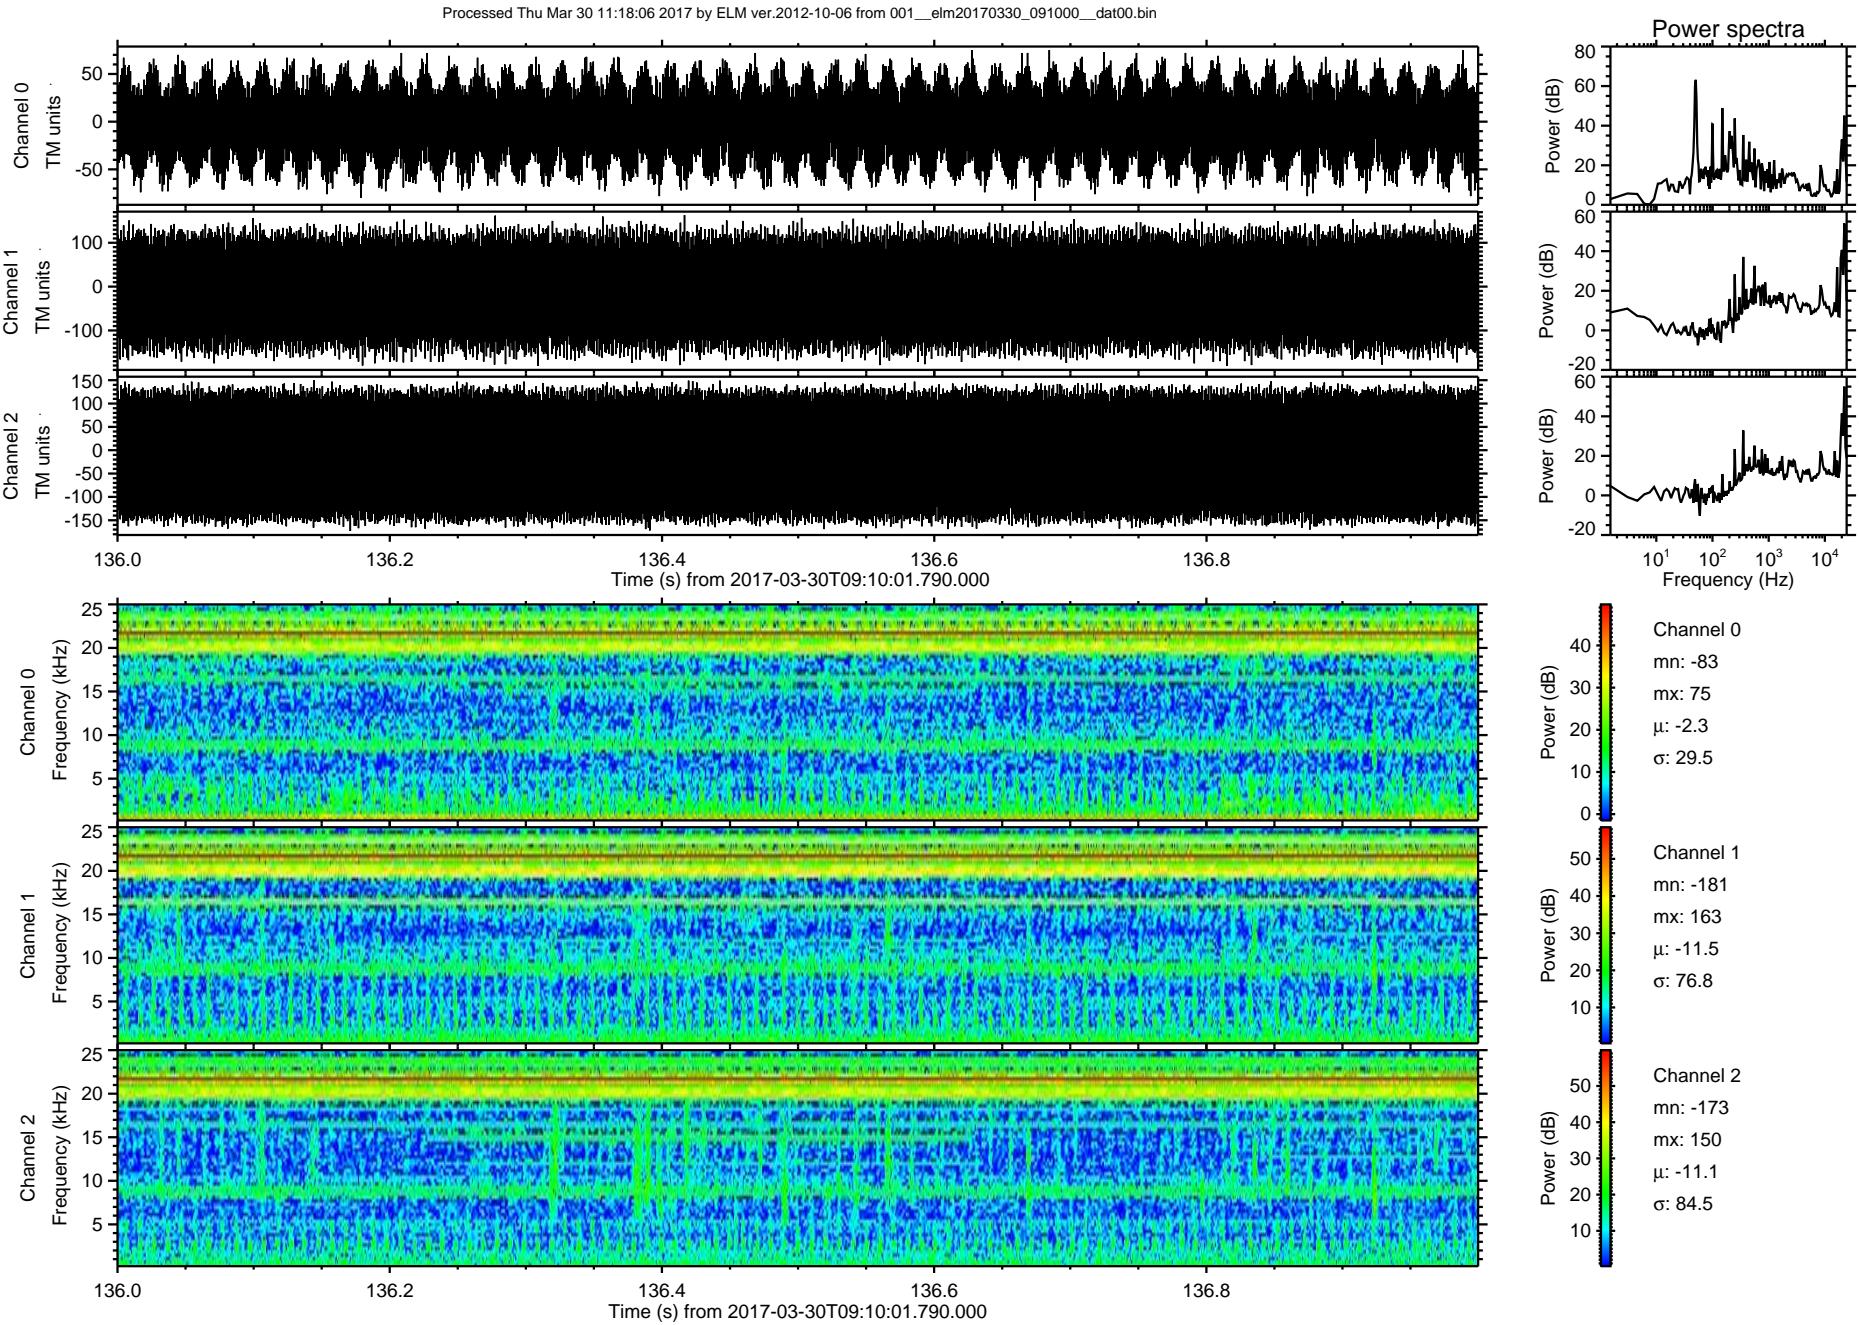 Processed Thu Mar 30 11:18:06 2017 by ELM ver.2012-10-06 from 001__elm20170330_091000__dat00.bin
Power spectra
Channel 0
TM units
50
0
-50
Power (dB)
80
60
40
20
0
Channel 1
TM units
100
0
-100
Power (dB)
60
40
20
0
-20
Channel 2
TM units
150
100
50
0
-50
-100
-150
Power (dB)
60
40
20
0
-20
136.0 136.2 136.4 136.6 136.8
Time (s) from 2017-03-30T09:10:01.790.000
10^1 10^2 10^3 10^4
Frequency (Hz)
Channel 0
Frequency (kHz)
25
20
15
10
5
Power (dB)
40
30
20
10
0
Channel 0
mn: -83
mx: 75
μ: -2.3
σ: 29.5
Channel 1
Frequency (kHz)
25
20
15
10
5
Power (dB)
50
40
30
20
10
Channel 1
mn: -181
mx: 163
μ: -11.5
σ: 76.8
Channel 2
Frequency (kHz)
25
20
15
10
5
Power (dB)
50
40
30
20
10
Channel 2
mn: -173
mx: 150
μ: -11.1
σ: 84.5
136.0 136.2 136.4 136.6 136.8
Time (s) from 2017-03-30T09:10:01.790.000